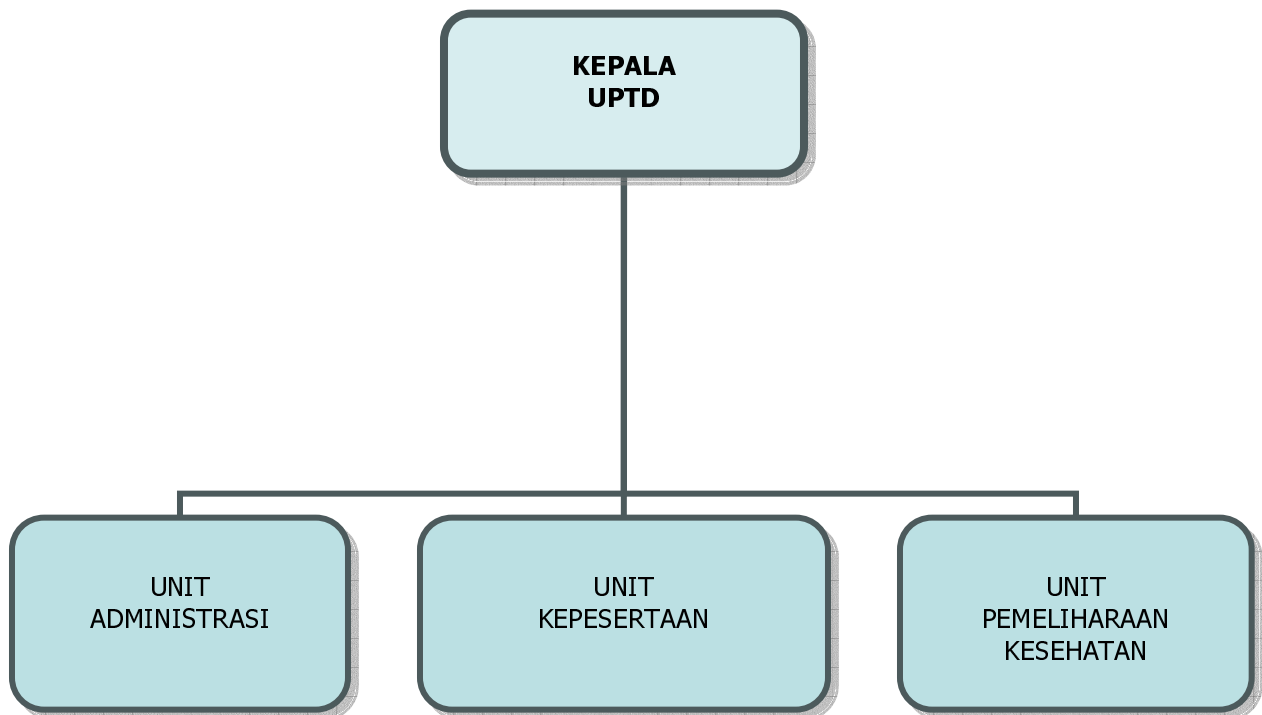 KEPALA
UPTD
UNIT
ADMINISTRASI
UNIT
KEPESERTAAN
UNIT
PEMELIHARAAN
KESEHATAN